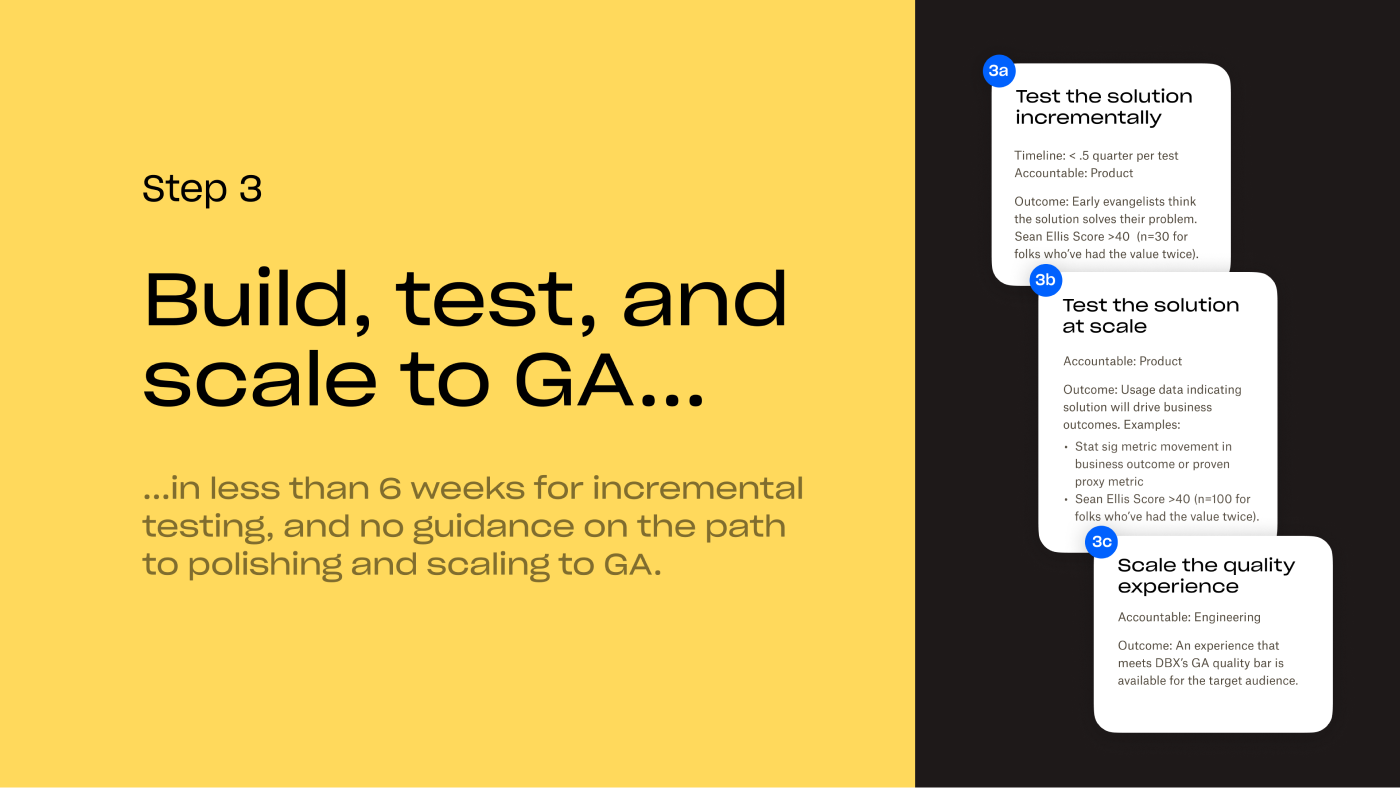 Step 3
Build, test, and
scale to GA...
...in less than 6 weeks for incremental
testing, and no guidance on the path
to polishing and scaling to GA.
3a
Test the solution
incrementally
Timeline: < .5 quarter per test
Accountable: Product
Outcome: Early evangelists think
the solution solves their problem.
Sean Ellis Score >40  (n=30 for
folks who've had the value twice).
3b
Test the solution
at scale
Accountable: Product
Outcome: Usage data indicating
solution will drive business
outcomes. Examples:
• Stat sig metric movement in
business outcome or proven
proxy metric
• Sean Ellis Score >40 (n=100 for
folks who've had the value twice).
3c
Scale the quality
experience
Accountable: Engineering
Outcome: An experience that
meets DBX's GA quality bar is
available for the target audience.